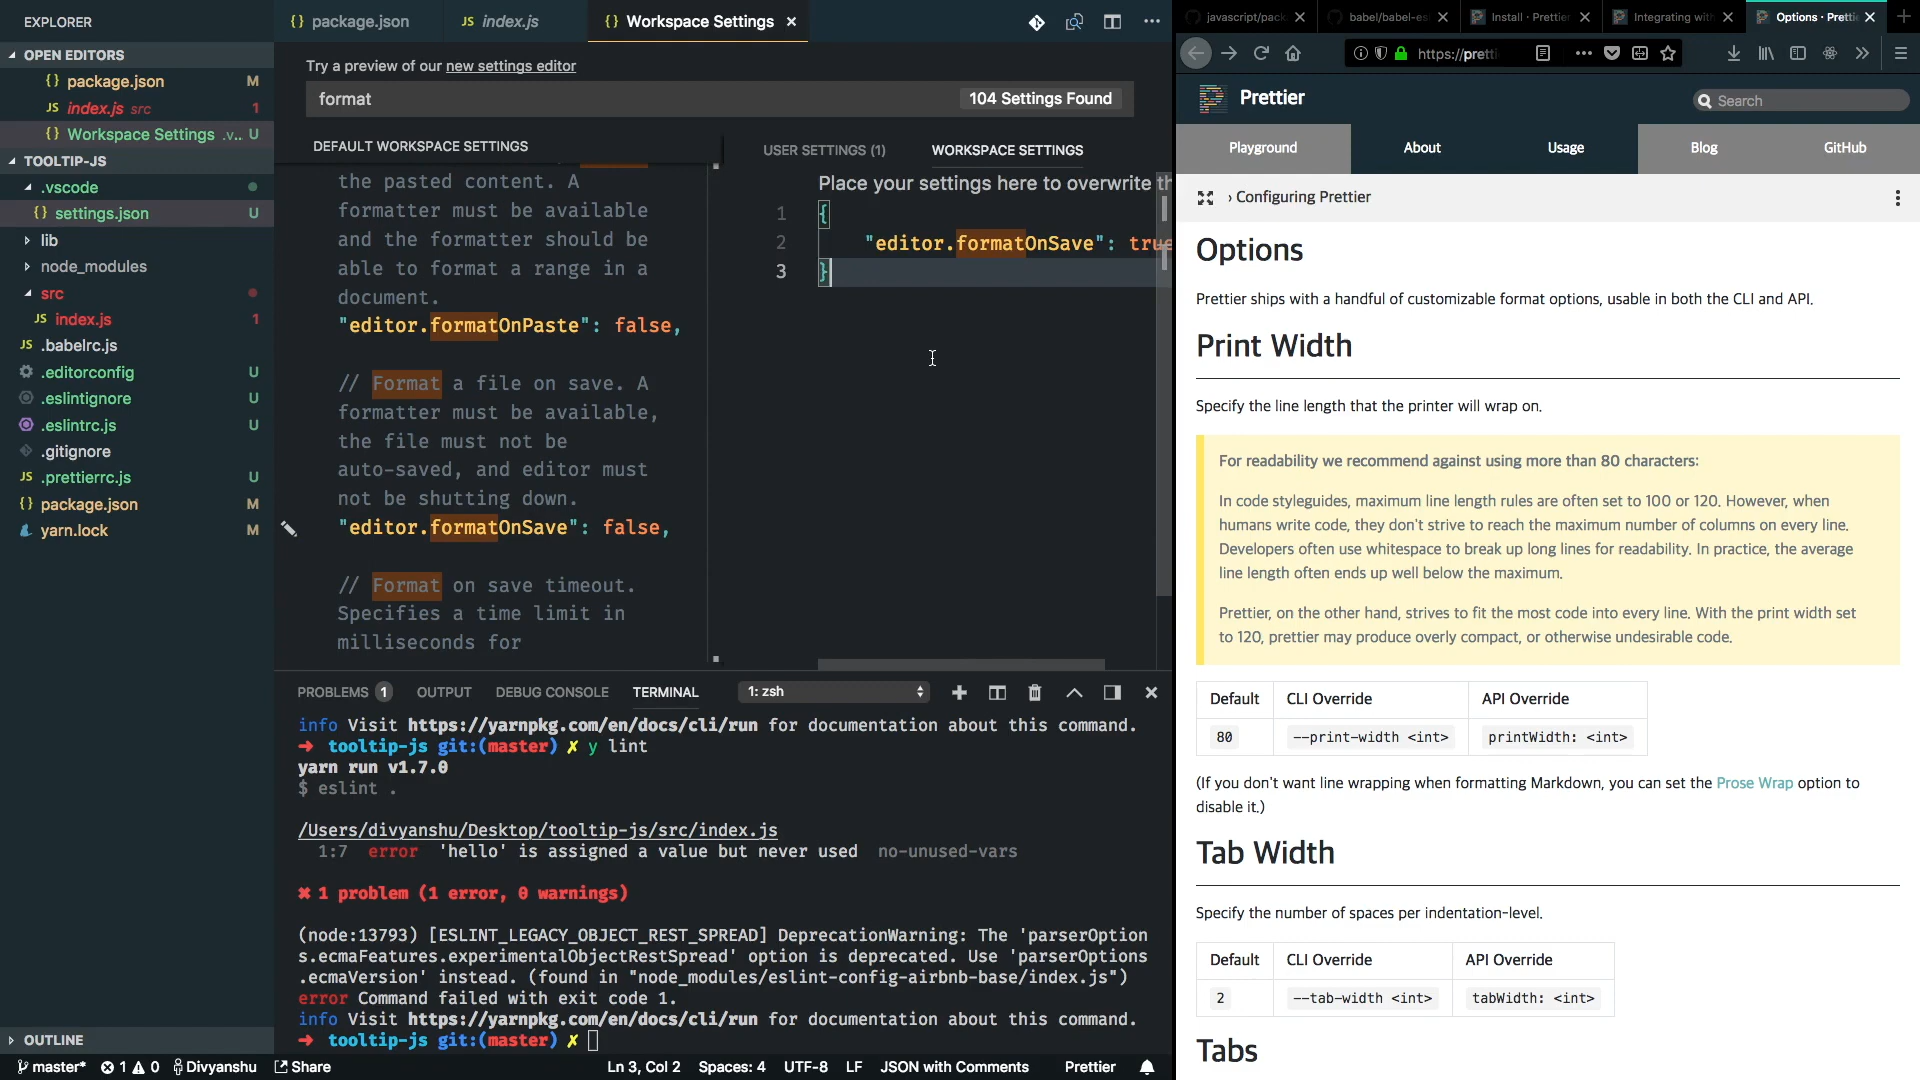 EXPLORER
OPEN EDITORS
{} package.json M
JS index.js src 1
{} Workspace Settings .v... U
TOOLTIP-JS
.vscode
{} settings.json U
lib
node_modules
src
JS index.js 1
JS .babelrc.js
.editorconfig U
.eslintignore U
.eslintrc.js U
.gitignore
JS .prettierrc.js U
{} package.json M
yarn.lock M
OUTLINE
{} package.json
JS index.js
{} Workspace Settings ×
Try a preview of our new settings editor
format
104 Settings Found
DEFAULT WORKSPACE SETTINGS
the pasted content. A
formatter must be available
and the formatter should be
able to format a range in a
document.
"editor.formatOnPaste": false,
// Format a file on save. A
formatter must be available,
the file must not be
auto-saved, and editor must
not be shutting down.
"editor.formatOnSave": false,
// Format on save timeout.
Specifies a time limit in
milliseconds for
USER SETTINGS (1)
WORKSPACE SETTINGS
Place your settings here to overwrite th
1 {
2 "editor.formatOnSave": true
3 }
PROBLEMS 1
OUTPUT
DEBUG CONSOLE
TERMINAL
1: zsh
info Visit https://yarnpkg.com/en/docs/cli/run for documentation about this command.
➜ tooltip-js git:(master) ✗ y lint
yarn run v1.7.0
$ eslint .
/Users/divyanshu/Desktop/tooltip-js/src/index.js
1:7 error 'hello' is assigned a value but never used no-unused-vars
✖ 1 problem (1 error, 0 warnings)
(node:13793) [ESLINT_LEGACY_OBJECT_REST_SPREAD] DeprecationWarning: The 'parserOption
s.ecmaFeatures.experimentalObjectRestSpread' option is deprecated. Use 'parserOptions
.ecmaVersion' instead. (found in "node_modules/eslint-config-airbnb-base/index.js")
error Command failed with exit code 1.
info Visit https://yarnpkg.com/en/docs/cli/run for documentation about this command.
➜ tooltip-js git:(master) ✗
master* 1 0 Divyanshu Share
Ln 3, Col 2 Spaces: 4 UTF-8 LF JSON with Comments Prettier
javascript/pack
babel/babel-es
Install · Prettier
Integrating with
Options · Pretti
https://pretti
Prettier
Search
Playground
About
Usage
Blog
GitHub
› Configuring Prettier
Options
Prettier ships with a handful of customizable format options, usable in both the CLI and API.
Print Width
Specify the line length that the printer will wrap on.
For readability we recommend against using more than 80 characters:
In code styleguides, maximum line length rules are often set to 100 or 120. However, when
humans write code, they don't strive to reach the maximum number of columns on every line.
Developers often use whitespace to break up long lines for readability. In practice, the average
line length often ends up well below the maximum.
Prettier, on the other hand, strives to fit the most code into every line. With the print width set
to 120, prettier may produce overly compact, or otherwise undesirable code.
Default CLI Override API Override
80 --print-width <int> printWidth: <int>
(If you don't want line wrapping when formatting Markdown, you can set the Prose Wrap option to
disable it.)
Tab Width
Specify the number of spaces per indentation-level.
Default CLI Override API Override
2 --tab-width <int> tabWidth: <int>
Tabs